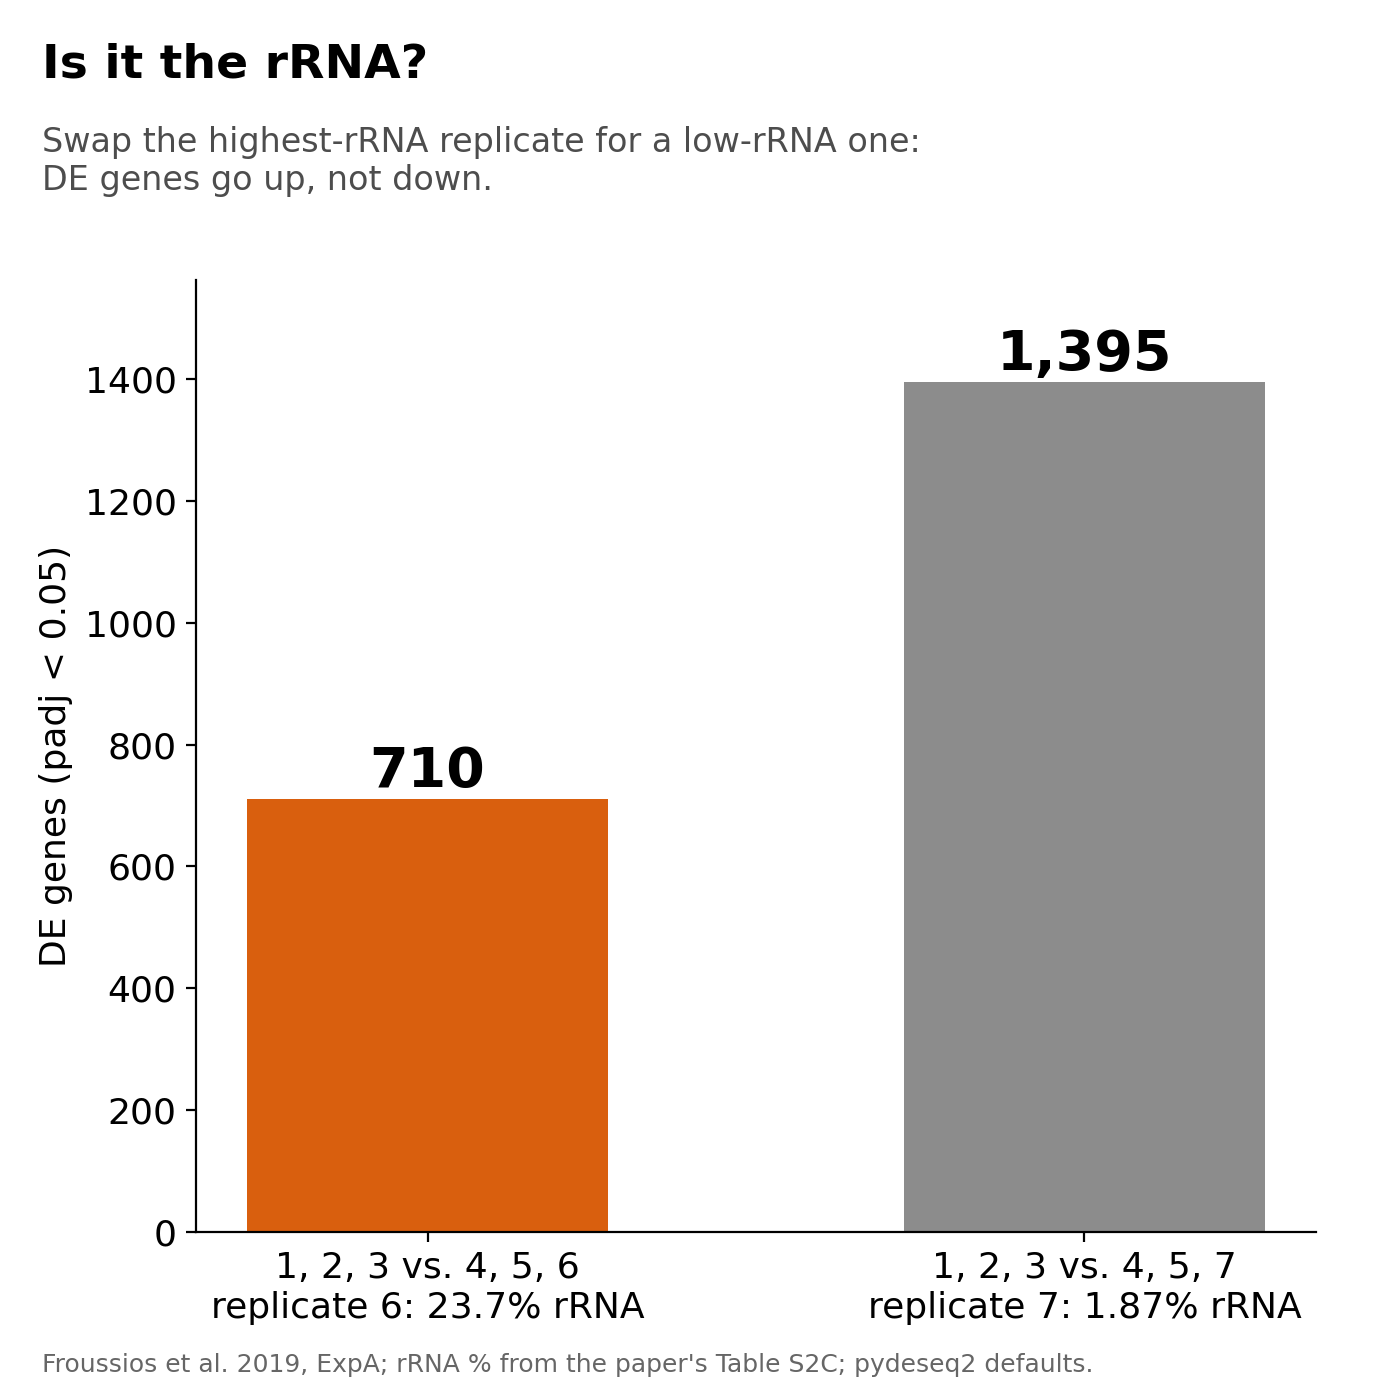 Is it the rRNA?
Swap the highest-rRNA replicate for a low-rRNA one:
DE genes go up, not down.
DE genes (padj < 0.05)
1400
1200
1000
800
600
400
200
0
710
1,395
1, 2, 3 vs. 4, 5, 6
replicate 6: 23.7% rRNA
1, 2, 3 vs. 4, 5, 7
replicate 7: 1.87% rRNA
Froussios et al. 2019, ExpA; rRNA % from the paper's Table S2C; pydeseq2 defaults.